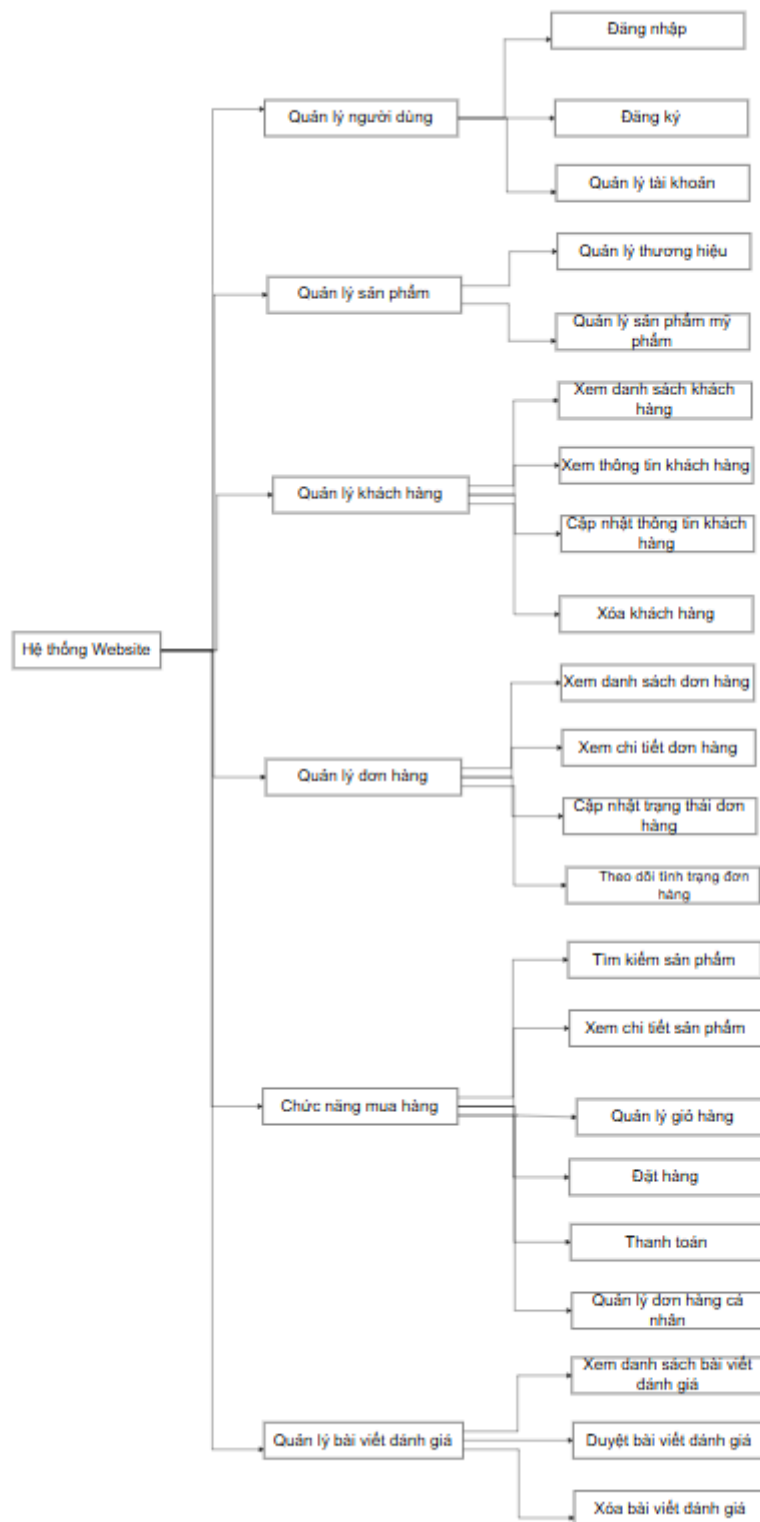 Đăng nhập
Quản lý người dùng
Đăng ký
Quản lý tài khoản
Quản lý thương hiệu
Quản lý sản phẩm
Quản lý sản phẩm mỹ
phẩm
Xem danh sách khách
hàng
Xem thông tin khách hàng
Quản lý khách hàng
Cập nhật thông tin khách
hàng
Xóa khách hàng
Hệ thống Website
Xem danh sách đơn hàng
Xem chi tiết đơn hàng
Quản lý đơn hàng
Cập nhật trạng thái đơn
hàng
Theo dõi tình trạng đơn
hàng
Tìm kiếm sản phẩm
Xem chi tiết sản phẩm
Chức năng mua hàng
Quản lý giỏ hàng
Đặt hàng
Thanh toán
Quản lý đơn hàng cá
nhân
Xem danh sách bài viết
đánh giá
Quản lý bài viết đánh giá
Duyệt bài viết đánh giá
Xóa bài viết đánh giá